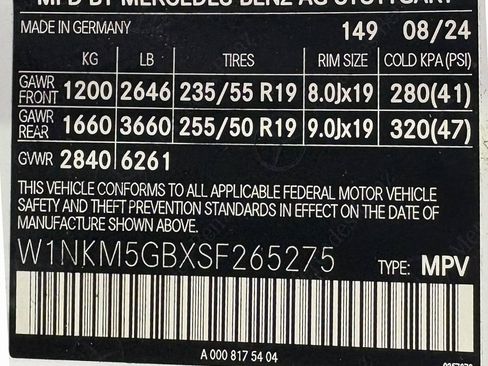 MFD BY MERCEDES-BENZ AG STUTTGART
MADE IN GERMANY 149 08/24
KG LB TIRES RIM SIZE COLD KPA (PSI)
GAWR FRONT 1200 2646 235/55 R19 8.0Jx19 280(41)
GAWR REAR 1660 3660 255/50 R19 9.0Jx19 320(47)
GVWR 2840 6261
THIS VEHICLE CONFORMS TO ALL APPLICABLE FEDERAL MOTOR VEHICLE
SAFETY AND THEFT PREVENTION STANDARDS IN EFFECT ON THE DATE OF
MANUFACTURE SHOWN ABOVE.
W1NKM5GBXSF265275 TYPE: MPV
A 000 817 54 04